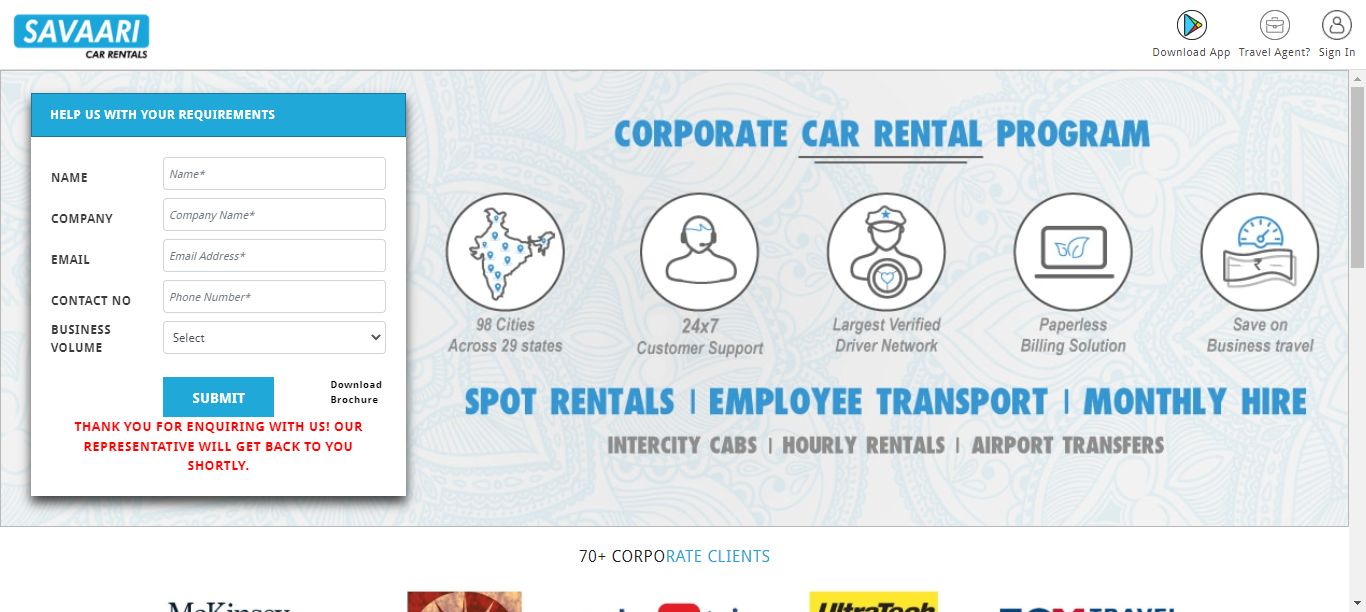 SAVAARI
CAR RENTALS
Download App
Travel Agent?
Sign In
HELP US WITH YOUR REQUIREMENTS
NAME
Name*
COMPANY
Company Name*
EMAIL
Email Address*
CONTACT NO
Phone Number*
BUSINESS
VOLUME
Select
SUBMIT
Download
Brochure
THANK YOU FOR ENQUIRING WITH US! OUR
REPRESENTATIVE WILL GET BACK TO YOU
SHORTLY.
CORPORATE CAR RENTAL PROGRAM
98 Cities
Across 29 states
24x7
Customer Support
Largest Verified
Driver Network
₹
Paperless
Billing Solution
Save on
Business travel
SPOT RENTALS | EMPLOYEE TRANSPORT | MONTHLY HIRE
INTERCITY CABS | HOURLY RENTALS | AIRPORT TRANSFERS
70+ CORPORATE CLIENTS
McKinsey
UltraTech
TRAVEL